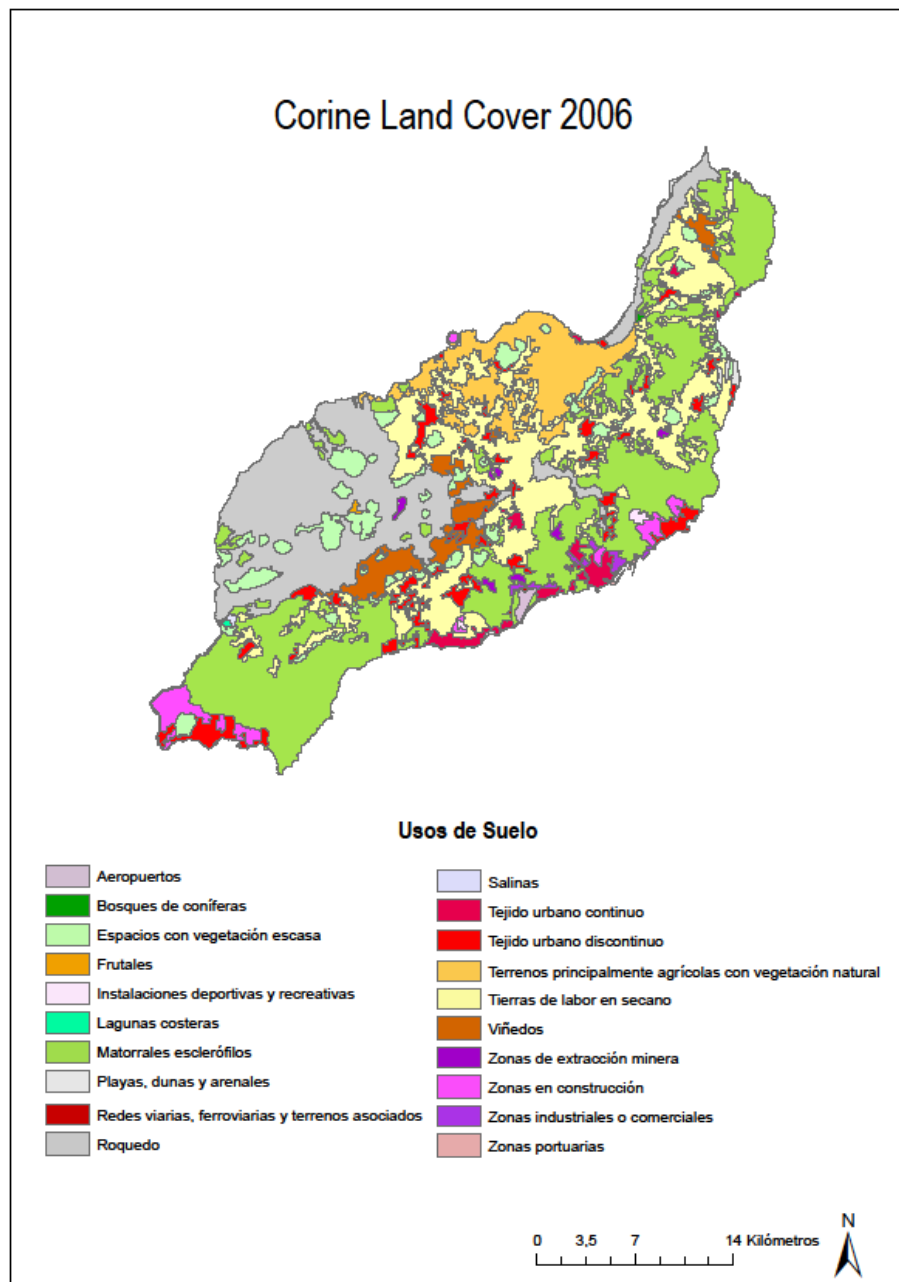 Corine Land Cover 2006
Usos de Suelo
Aeropuertos
Bosques de coníferas
Espacios con vegetación escasa
Frutales
Instalaciones deportivas y recreativas
Lagunas costeras
Matorrales esclerófilos
Playas, dunas y arenales
Redes viarias, ferroviarias y terrenos asociados
Roquedo
Salinas
Tejido urbano continuo
Tejido urbano discontinuo
Terrenos principalmente agrícolas con vegetación natural
Tierras de labor en secano
Viñedos
Zonas de extracción minera
Zonas en construcción
Zonas industriales o comerciales
Zonas portuarias
N
0 3,5 7 14 Kilómetros